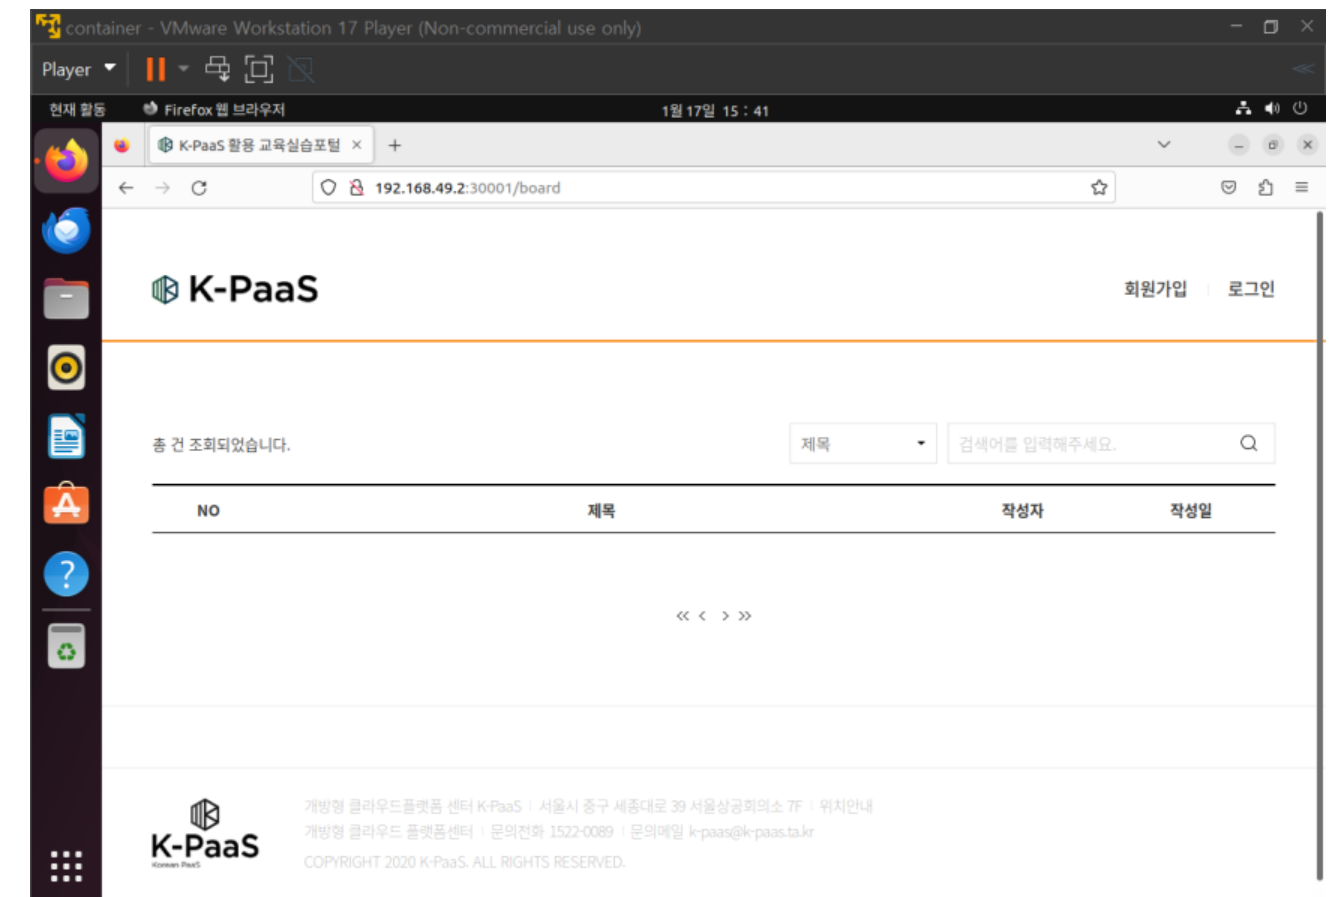 container - VMware Workstation 17 Player (Non-commercial use only)
Player
현재 활동 Firefox 웹 브라우저 1월 17일 15 : 41
K-PaaS 활용 교육실습포털
192.168.49.2:30001/board
K-PaaS 회원가입 로그인
총 건 조회되었습니다. 제목 검색어를 입력해주세요.
NO 제목 작성자 작성일
개방형 클라우드플랫폼 센터 K-PaaS | 서울시 중구 세종대로 39 서울상공회의소 7F | 위치안내
개방형 클라우드 플랫폼센터 | 문의전화 1522-0089 | 문의메일 k-paas@k-paas.ta.kr
K-PaaS
Korean PaaS
COPYRIGHT 2020 K-PaaS. ALL RIGHTS RESERVED.